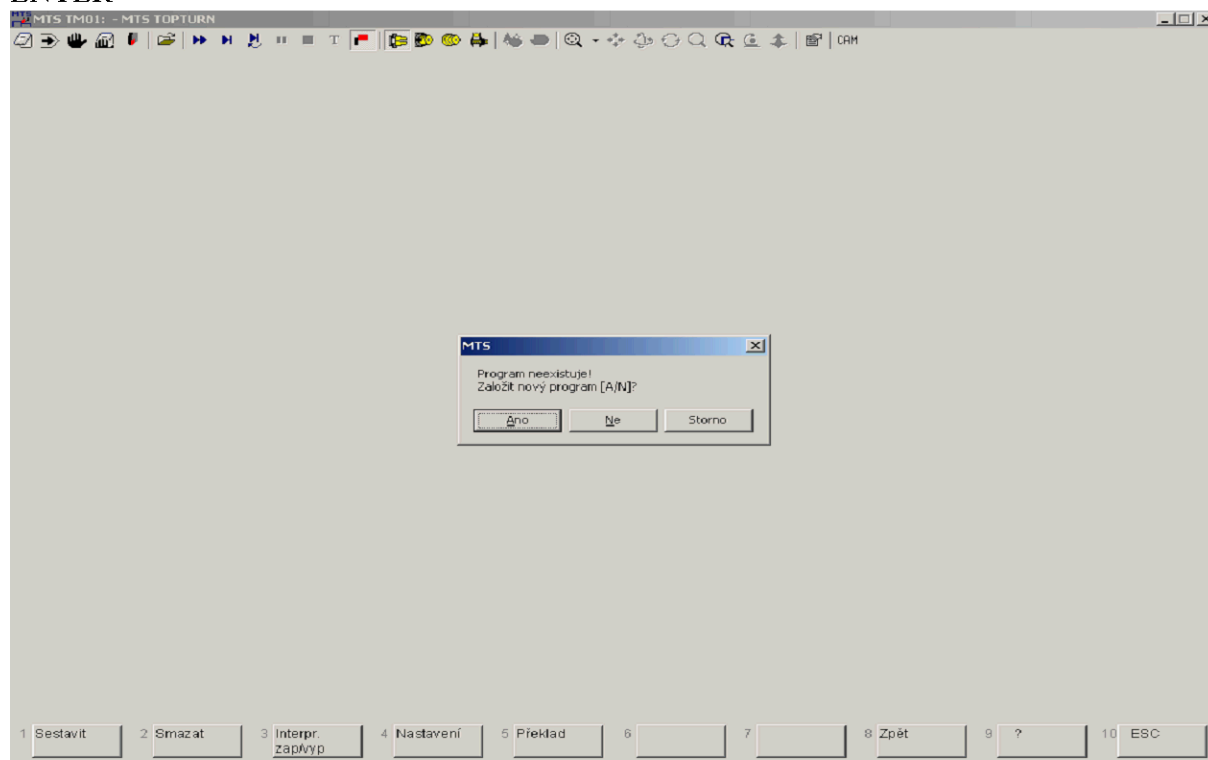 ENTER
MTS TM01: - MTS TOPTURN
T CAM
MTS
Program neexistuje!
Založit nový program [A/N]?
Ano Ne Storno
1 Sestavit 2 Smazat 3 Interpr. zap/vyp 4 Nastavení 5 Překlad 6 7 8 Zpět 9 ? 10 ESC